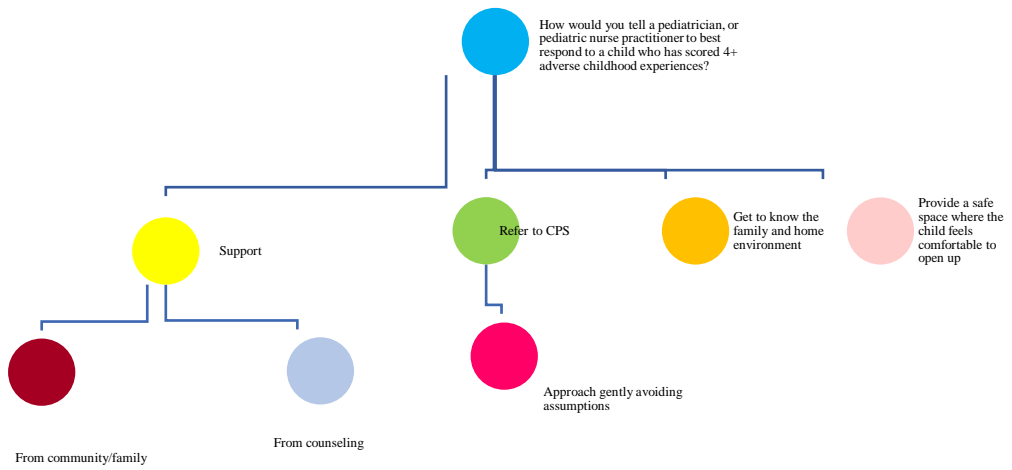 How would you tell a pediatrician, or
pediatric nurse practitioner to best
respond to a child who has scored 4+
adverse childhood experiences?
Support
Refer to CPS
Get to know the
family and home
environment
Provide a safe
space where the
child feels
comfortable to
open up
Approach gently avoiding
assumptions
From counseling
From community/family